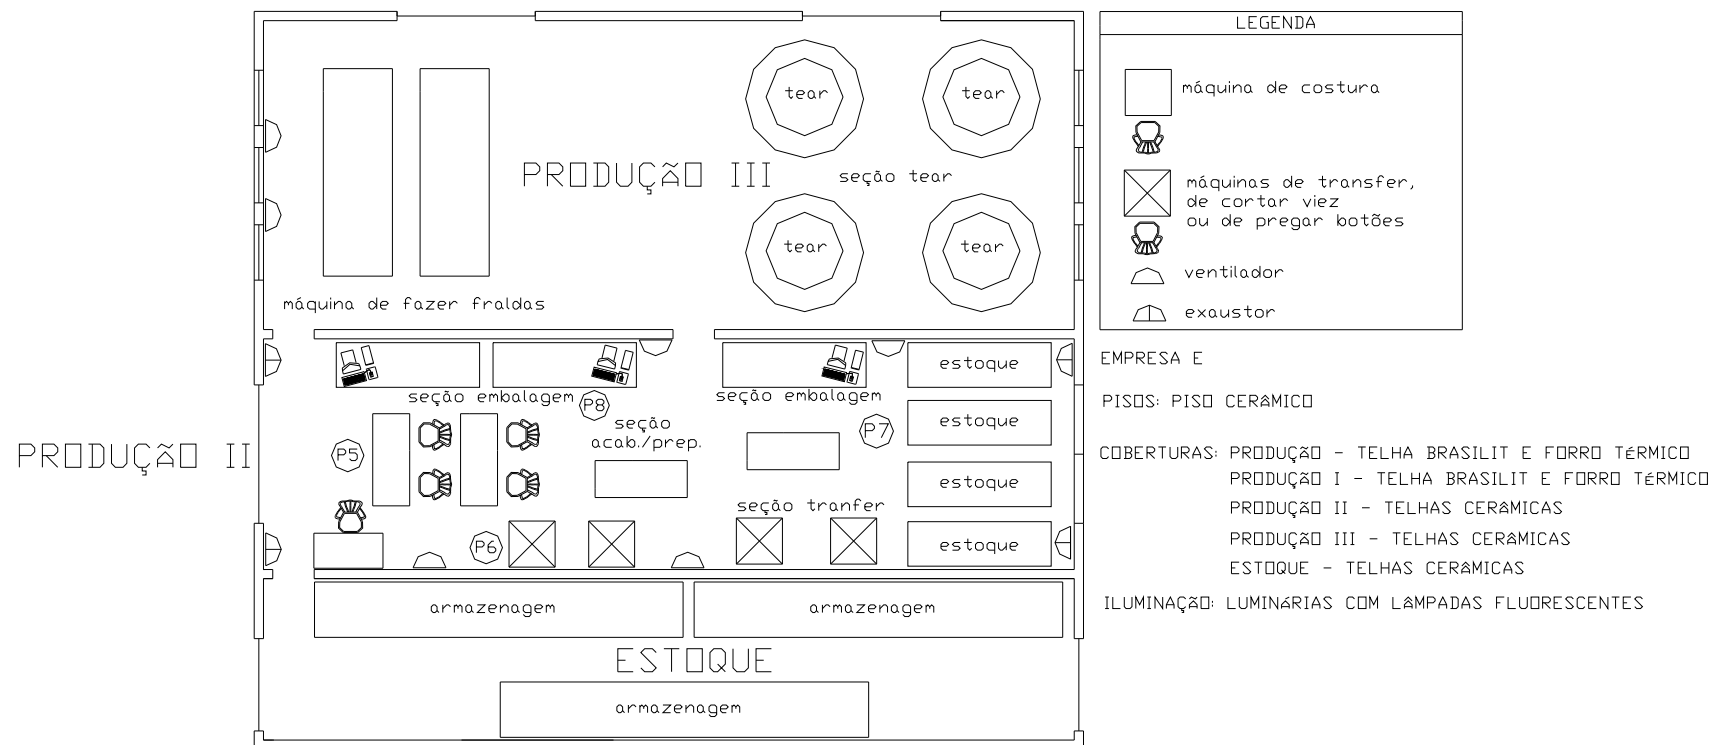 LEGENDA
máquina de costura
máquinas de transfer,
de cortar viez
ou de pregar botões
ventilador
exaustor
tear
tear
PRODUÇÃO III
seção tear
tear
tear
máquina de fazer fraldas
seção embalagem
P8
seção embalagem
estoque
estoque
estoque
estoque
seção
acab./prep.
P7
P5
PRODUÇÃO II
seção tranfer
P6
armazenagem
armazenagem
ESTOQUE
armazenagem
EMPRESA E
PISOS: PISO CERÂMICO
COBERTURAS: PRODUÇÃO - TELHA BRASILIT E FORRO TÉRMICO
PRODUÇÃO I - TELHA BRASILIT E FORRO TÉRMICO
PRODUÇÃO II - TELHAS CERÂMICAS
PRODUÇÃO III - TELHAS CERÂMICAS
ESTOQUE - TELHAS CERÂMICAS
ILUMINAÇÃO: LUMINÁRIAS COM LÂMPADAS FLUORESCENTES